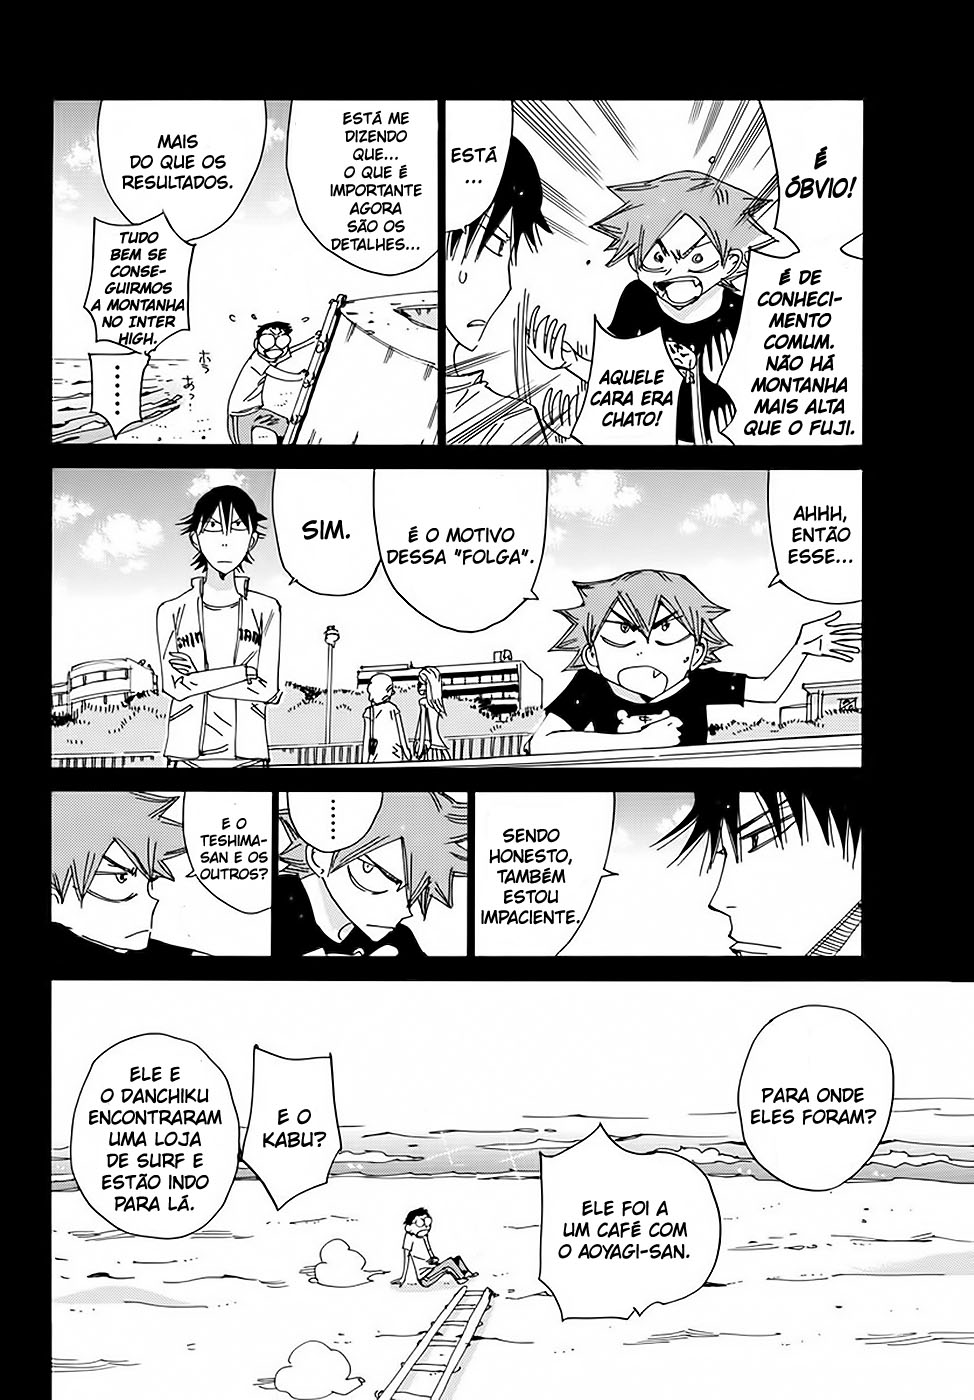 É
ÓBVIO!
É DE
CONHECI-
MENTO
COMUM.
NÃO HÁ
MONTANHA
MAIS ALTA
QUE O FUJI.
AQUELE
CARA ERA
CHATO!
ESTÁ
...
ESTÁ ME
DIZENDO
QUE...
O QUE É
IMPORTANTE
AGORA
SÃO OS
DETALHES...
MAIS
DO QUE OS
RESULTADOS.
TUDO
BEM SE
CONSE-
GUIRMOS
A MONTANHA
NO INTER
HIGH.
......
AHHH,
ENTÃO
ESSE...
É O MOTIVO
DESSA "FOLGA".
SIM.
SENDO
HONESTO,
TAMBÉM
ESTOU
IMPACIENTE.
......
E O
TESHIMA-
SAN E OS
OUTROS?
PARA ONDE
ELES FORAM?
ELE FOI A
UM CAFÉ COM
O AOYAGI-SAN.
E O
KABU?
ELE E
O DANCHIKU
ENCONTRARAM
UMA LOJA
DE SURF E
ESTÃO INDO
PARA LÁ.